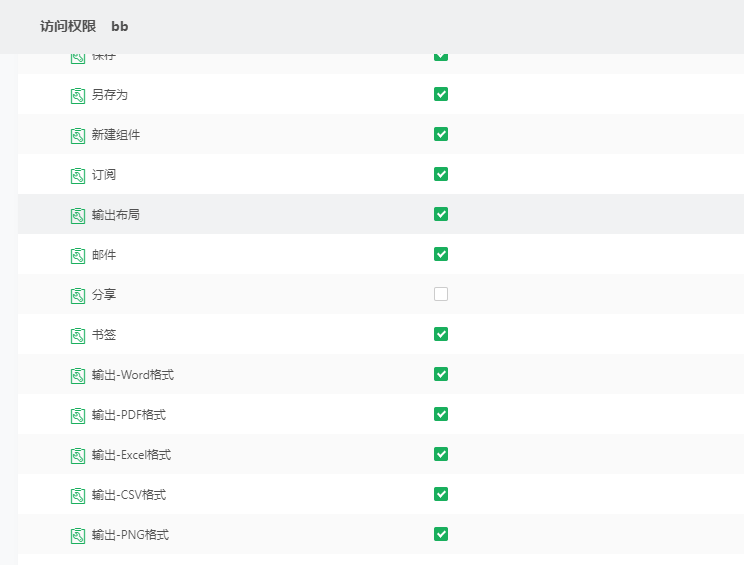 访问权限 bb
保存
另存为
新建组件
订阅
输出布局
邮件
分享
书签
输出-Word格式
输出-PDF格式
输出-Excel格式
输出-CSV格式
输出-PNG格式